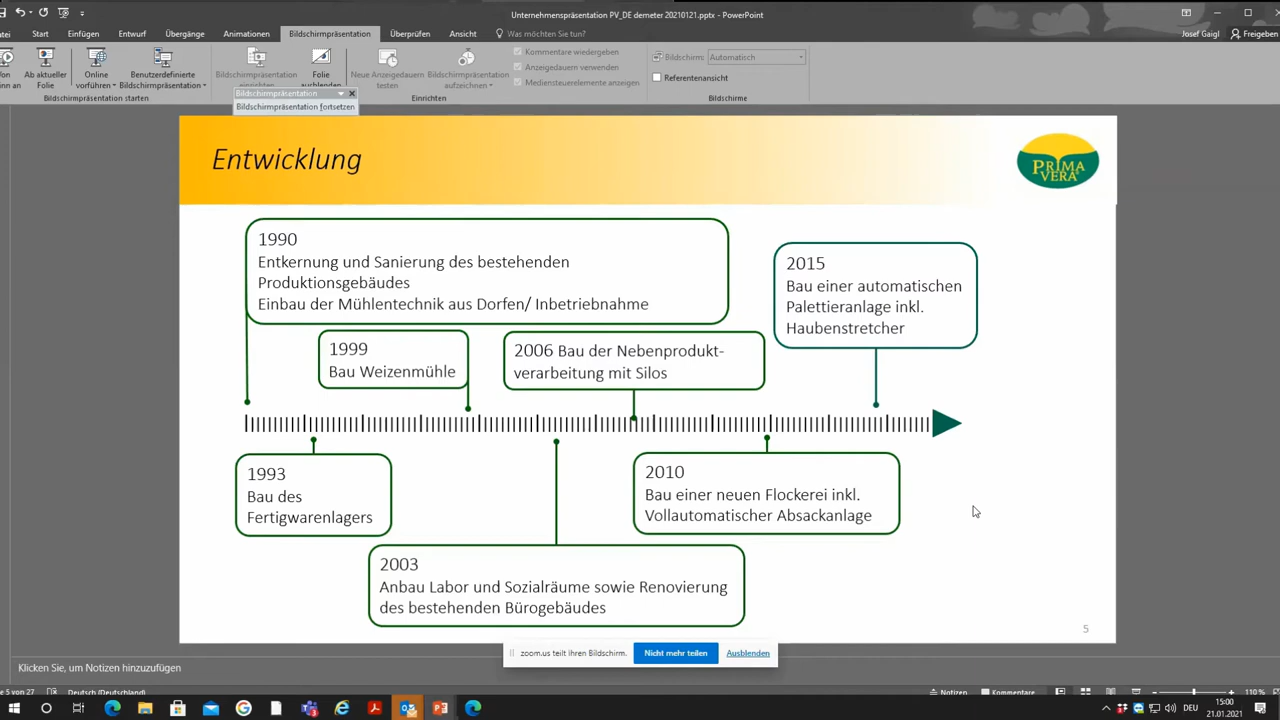 Unternehmenspräsentation PV_DE demeter 20210121.pptx - PowerPoint
Josef Gaigl
Freigeben
Start Einfügen Entwurf Übergänge Animationen Bildschirmpräsentation Überprüfen Ansicht Was möchten Sie tun?
Ab aktueller
Folie
Online
vorführen
Benutzerdefinierte
Bildschirmpräsentation
Bildschirmpräsentation starten
Bildschirmpräsentation
einrichten
Folie
ausblenden
Neue Anzeigedauern
testen
Bildschirmpräsentation
aufzeichnen
Einrichten
Kommentare wiedergeben
Anzeigedauern verwenden
Mediensteuerelemente anzeigen
Bildschirm: Automatisch
Referentenansicht
Bildschirme
Bildschirmpräsentation
Bildschirmpräsentation fortsetzen
Entwicklung
PRIMA
VERA
1990
Entkernung und Sanierung des bestehenden
Produktionsgebäudes
Einbau der Mühlentechnik aus Dorfen/ Inbetriebnahme
2015
Bau einer automatischen
Palettieranlage inkl.
Haubenstretcher
1999
Bau Weizenmühle
2006 Bau der Nebenprodukt-
verarbeitung mit Silos
1993
Bau des
Fertigwarenlagers
2010
Bau einer neuen Flockerei inkl.
Vollautomatischer Absackanlage
2003
Anbau Labor und Sozialräume sowie Renovierung
des bestehenden Bürogebäudes
5
zoom.us teilt ihren Bildschirm. Nicht mehr teilen Ausblenden
Klicken Sie, um Notizen hinzuzufügen
5 von 27 Deutsch (Deutschland) Notizen Kommentare 110 %
DEU
15:00
21.01.2021